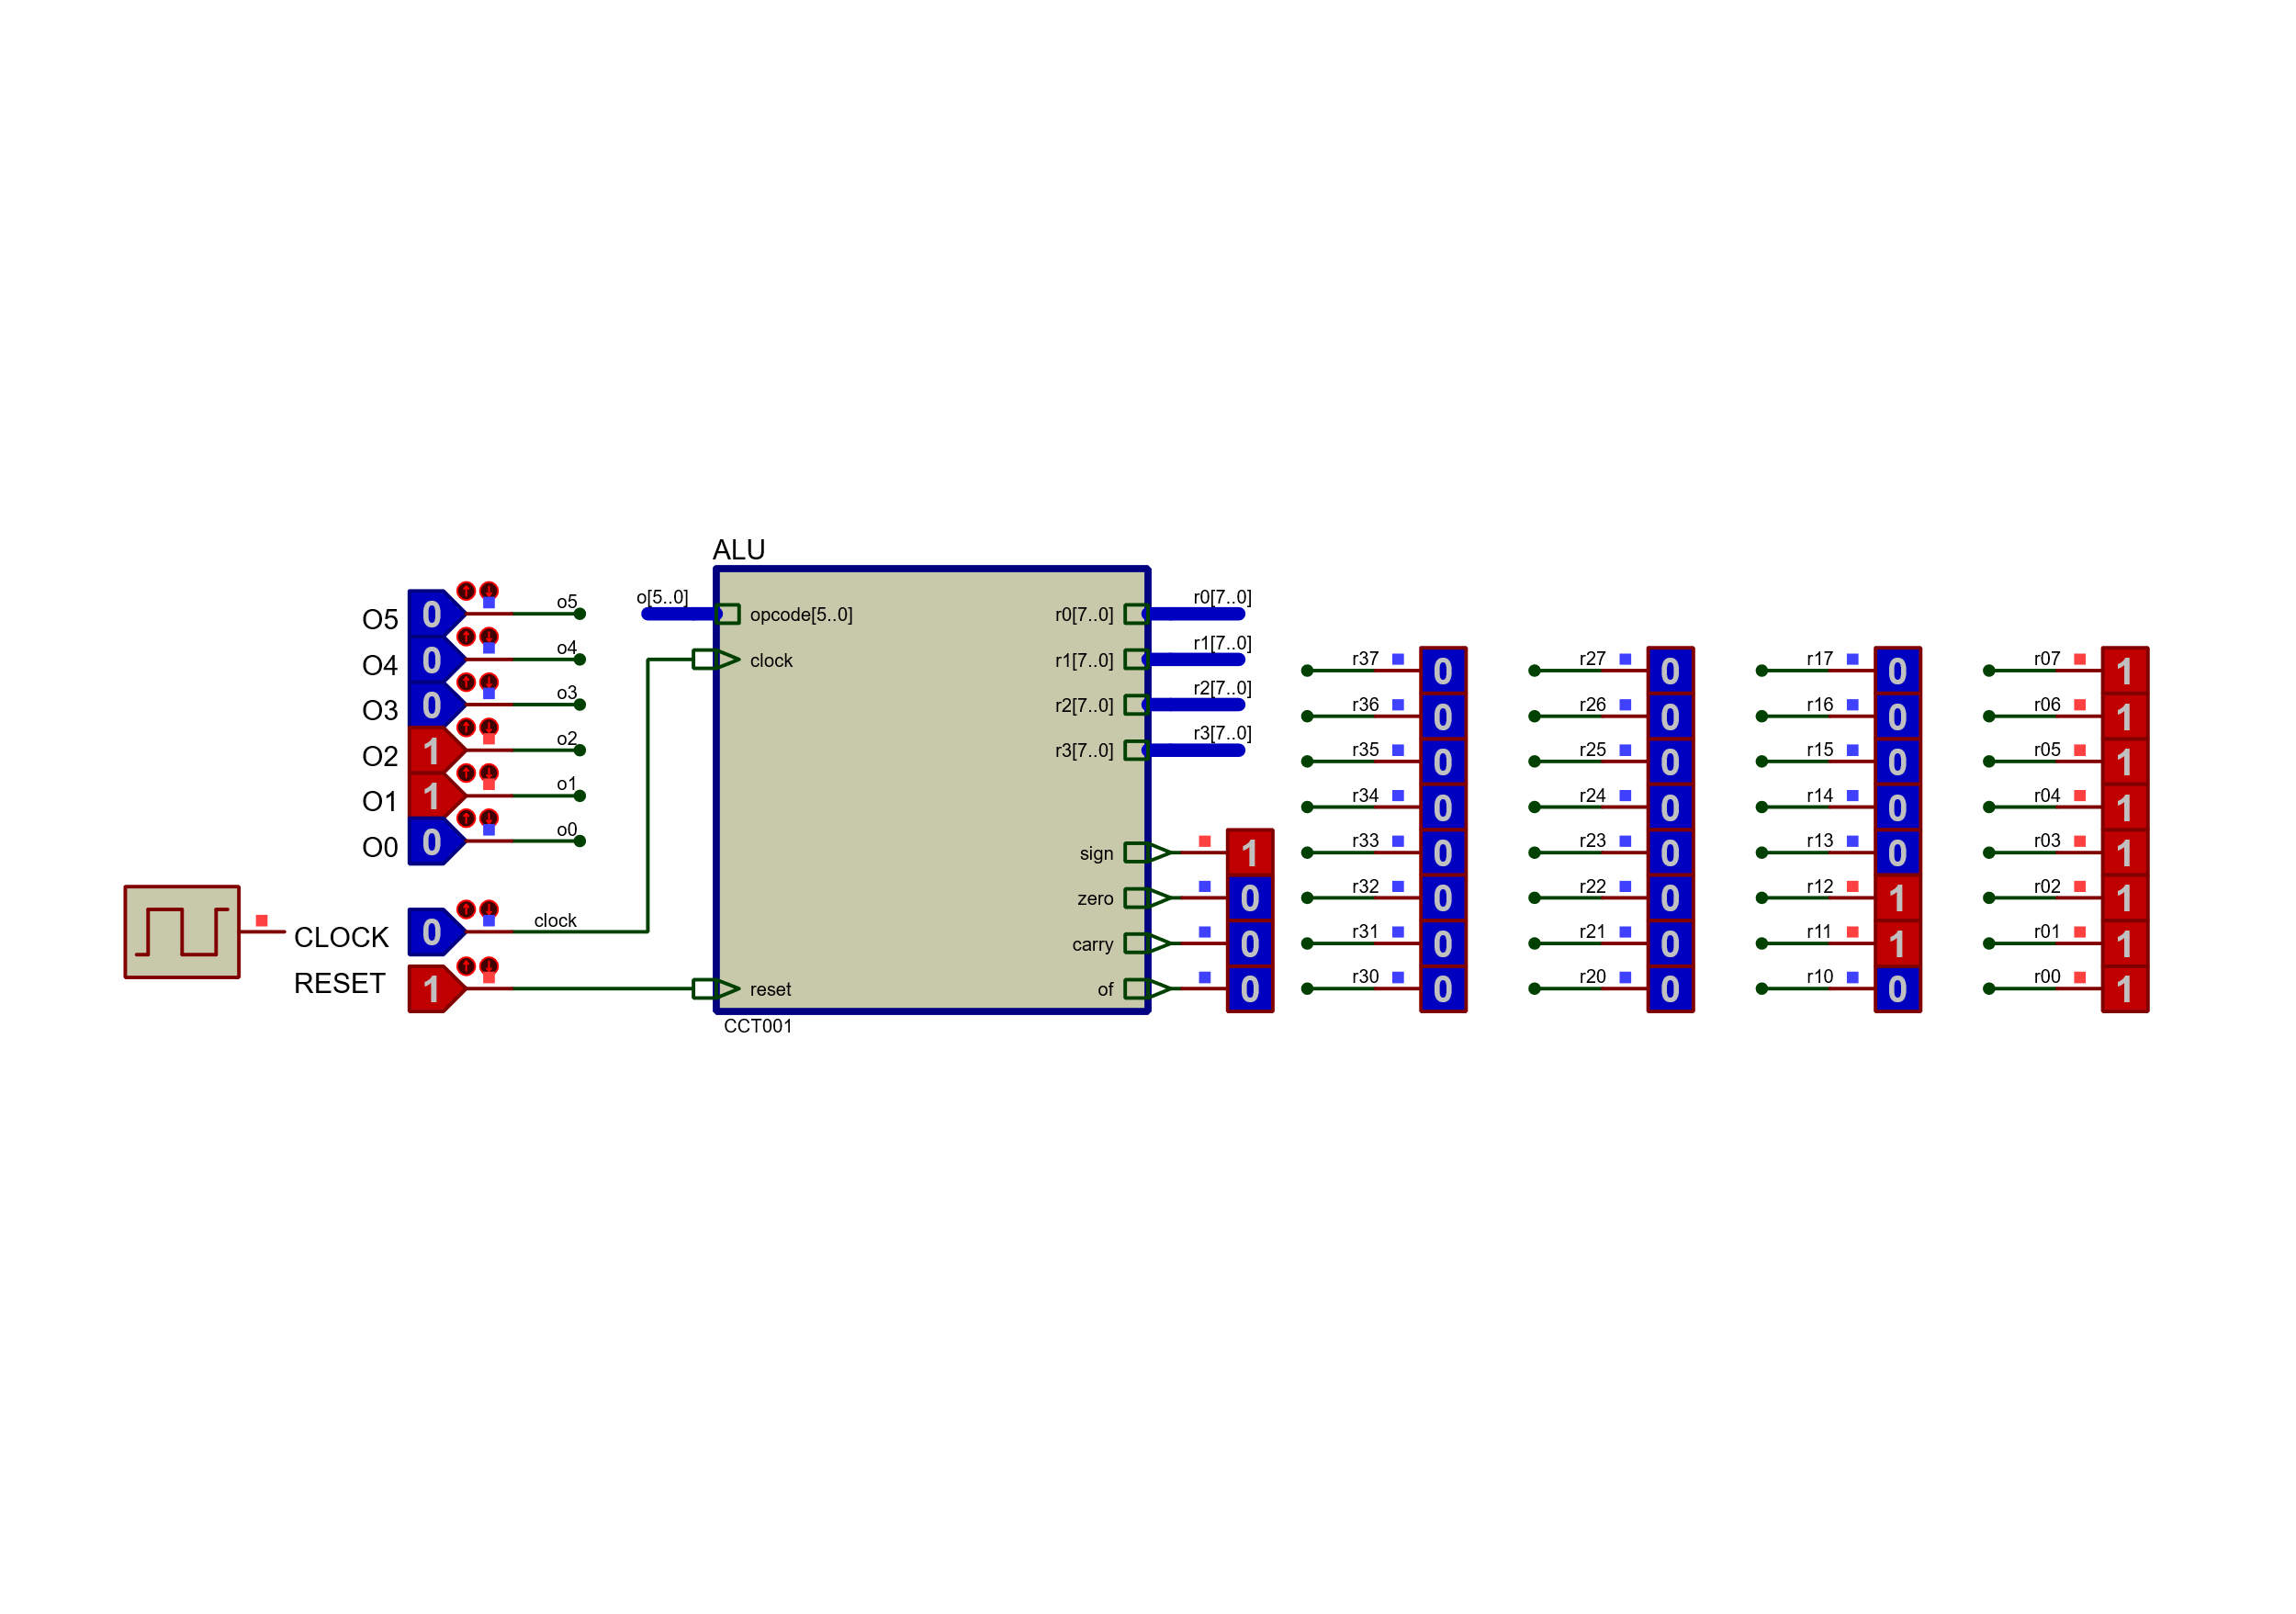 ALU
O5 0 o5 o[5..0] opcode[5..0] r0[7..0] r0[7..0]
O4 0 o4 clock r1[7..0] r1[7..0]
O3 0 o3 r2[7..0] r2[7..0]
O2 1 o2 r3[7..0] r3[7..0]
O1 1 o1
O0 0 o0
CLOCK 0 clock
RESET 1 reset
sign 1
zero 0
carry 0
of 0
CCT001
r37 0 r27 0 r17 0 r07 1
r36 0 r26 0 r16 0 r06 1
r35 0 r25 0 r15 0 r05 1
r34 0 r24 0 r14 0 r04 1
r33 0 r23 0 r13 0 r03 1
r32 0 r22 0 r12 1 r02 1
r31 0 r21 0 r11 1 r01 1
r30 0 r20 0 r10 0 r00 1